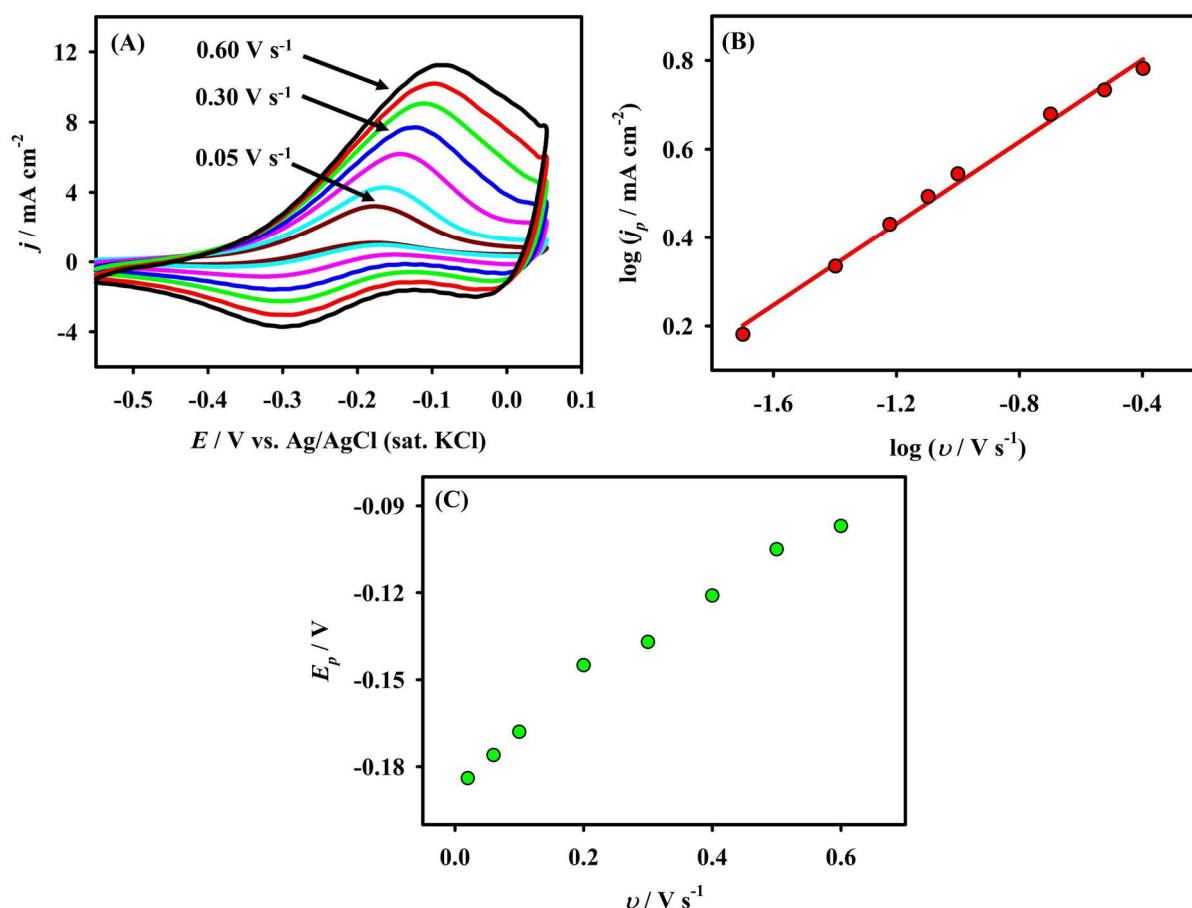 (A)
0.60 V s⁻¹
0.30 V s⁻¹
0.05 V s⁻¹
12
8
4
0
-4
j / mA cm⁻²
-0.5 -0.4 -0.3 -0.2 -0.1 0.0 0.1
E / V vs. Ag/AgCl (sat. KCl)
(B)
0.8
0.6
0.4
0.2
log (jₚ / mA cm⁻²)
-1.6 -1.2 -0.8 -0.4
log (υ / V s⁻¹)
(C)
-0.09
-0.12
-0.15
-0.18
Eₚ / V
0.0 0.2 0.4 0.6
υ / V s⁻¹